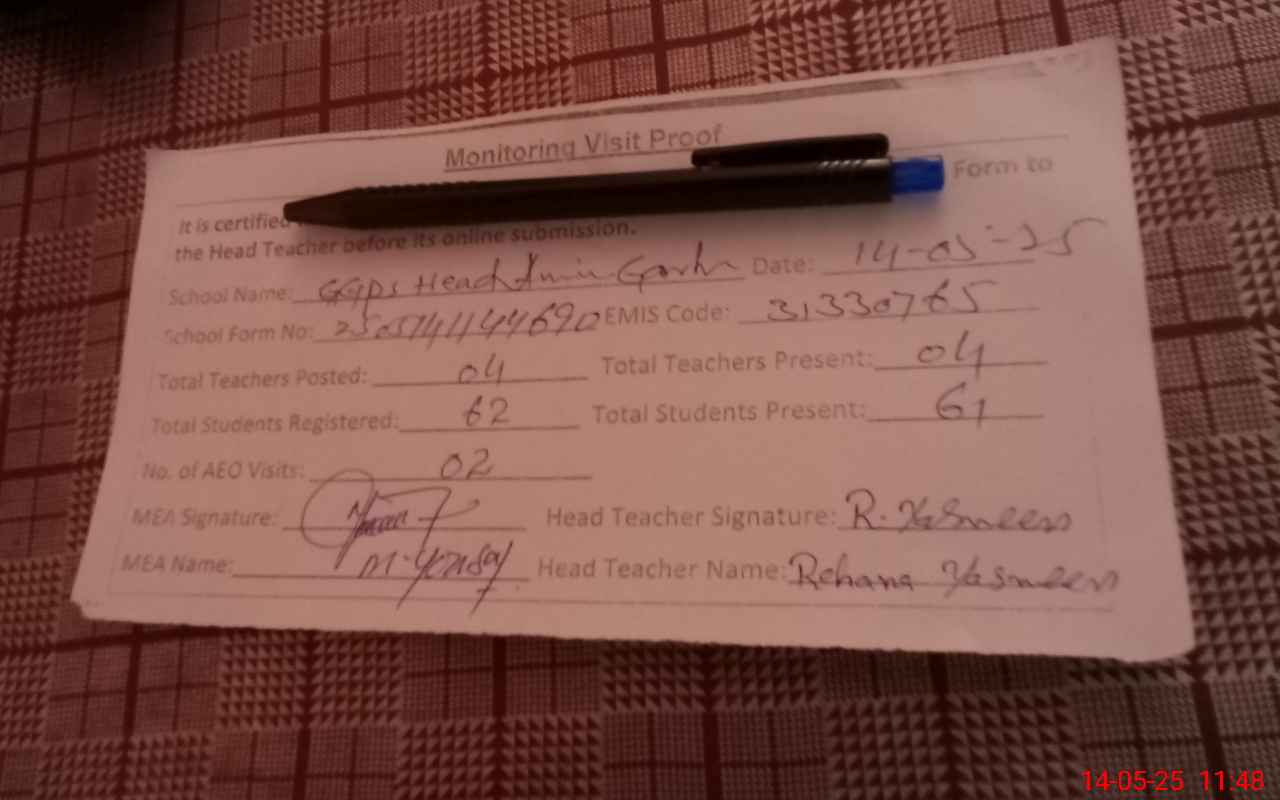 Monitoring Visit Proof
It is certified Form to
the Head Teacher before its online submission.
School Name: GGPS Head Amin Garh Date: 14-05-25
School Form No: 2505741144690 EMIS Code: 31330765
Total Teachers Posted: 04 Total Teachers Present: 04
Total Students Registered: 62 Total Students Present: 61
No. of AEO Visits: 02
MEA Signature: Head Teacher Signature: R. Yasmeen
MEA Name: M. Yousaf Head Teacher Name: Rehana Yasmeen
14-05-25 11:48